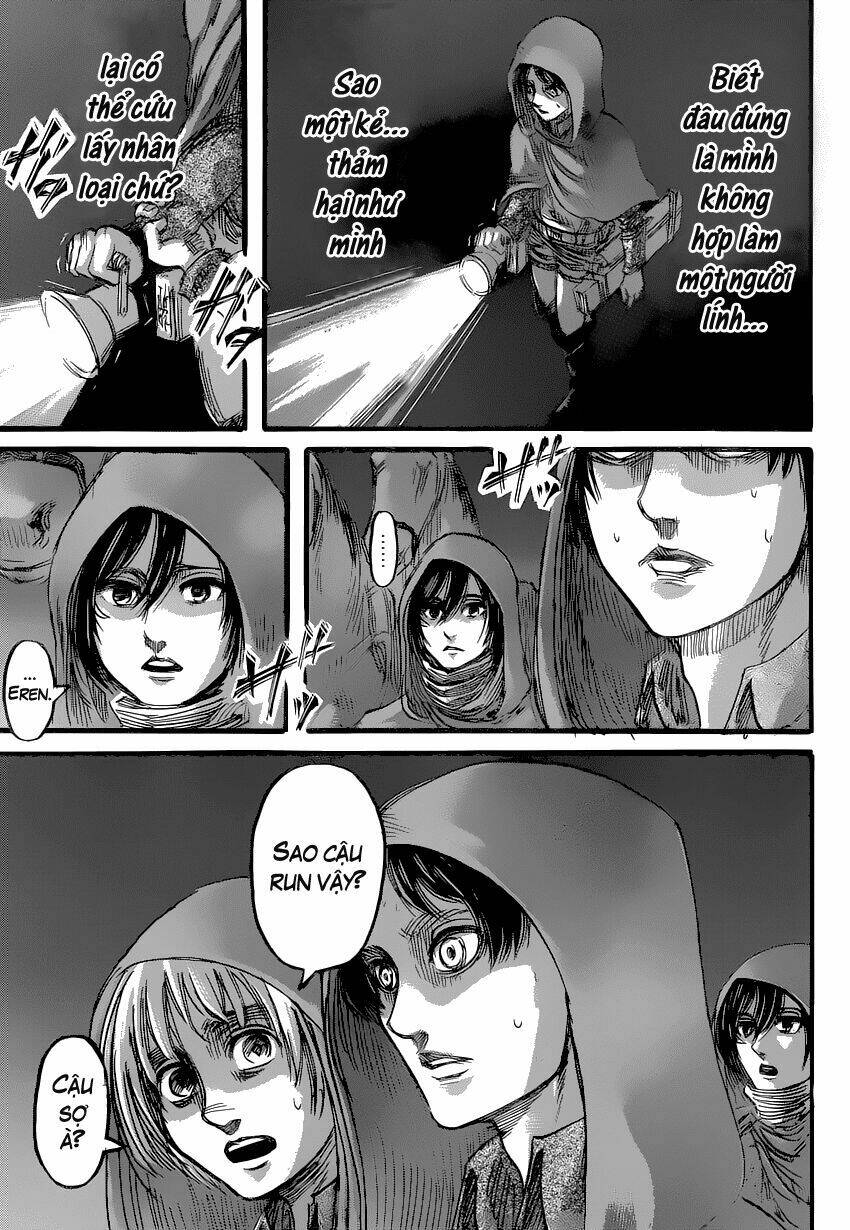 Biết
đâu đúng
là mình
không
hợp làm
một người
lính...
Sao
một kẻ...
thảm
hại như
mình
lại có
thể cứu
lấy nhân
loại chứ?
......
...
Eren.
Sao cậu
run vậy?
Cậu
sợ
à?